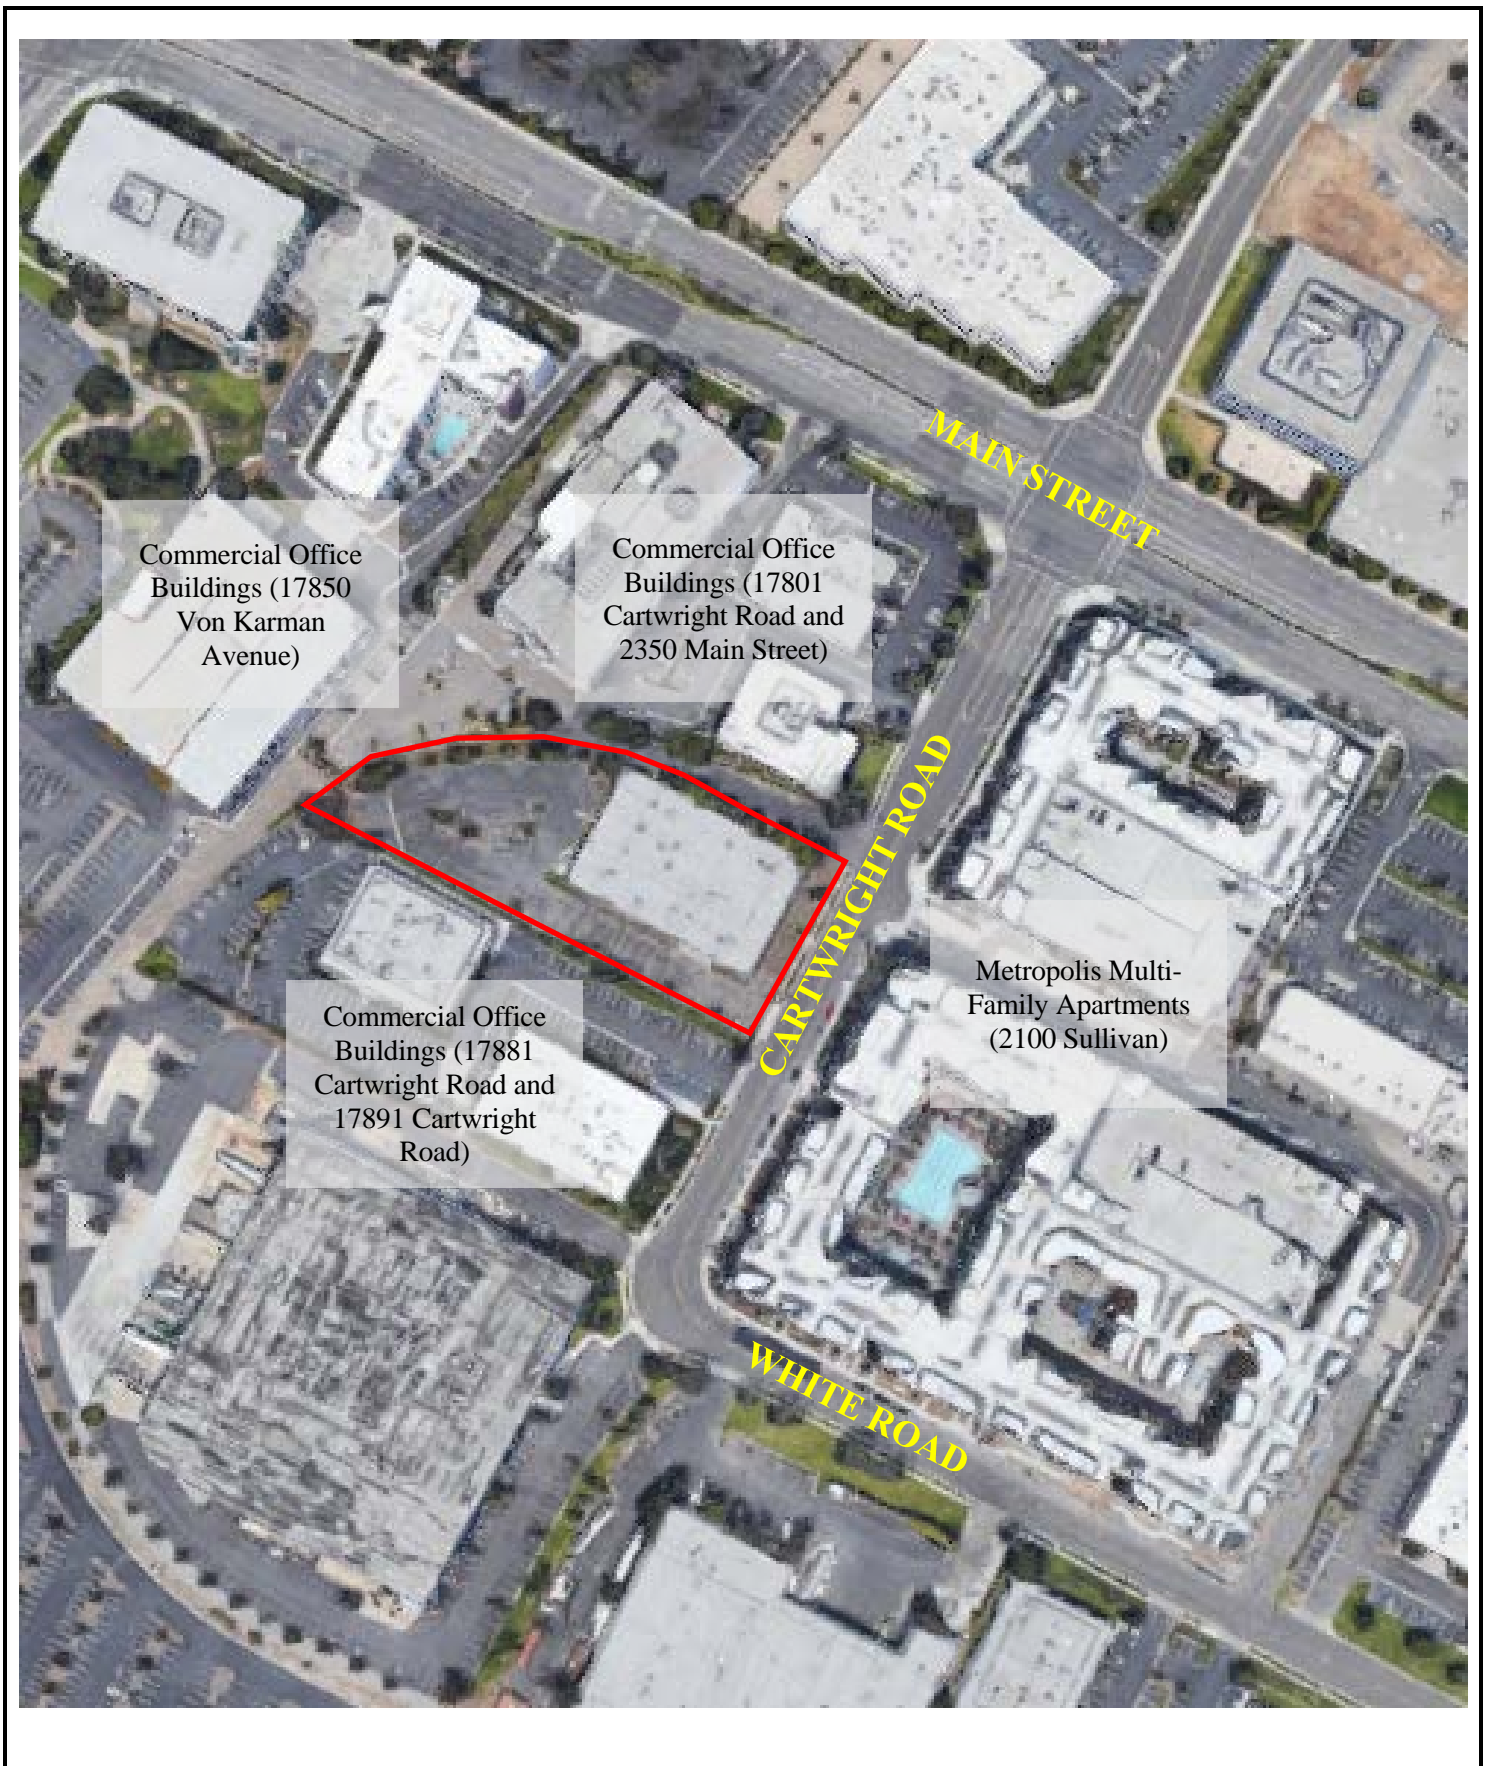 MAIN STREET
Commercial Office
Buildings (17850
Von Karman
Avenue)
Commercial Office
Buildings (17801
Cartwright Road and
2350 Main Street)
CARTWRIGHT ROAD
Metropolis Multi-
Family Apartments
(2100 Sullivan)
Commercial Office
Buildings (17881
Cartwright Road and
17891 Cartwright
Road)
WHITE ROAD